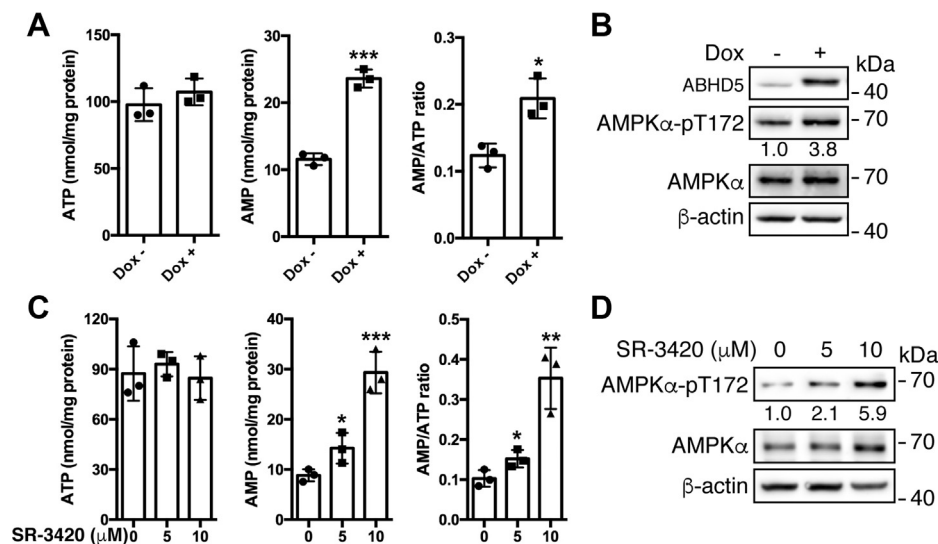 A
ATP (nmol/mg protein)
150
100
50
0
Dox -
Dox +
AMP (nmol/mg protein)
30
20
10
0
***
Dox -
Dox +
AMP/ATP ratio
0.3
0.2
0.1
0.0
*
Dox -
Dox +
B
Dox - +
kDa
ABHD5
- 40
AMPKα-pT172
- 70
1.0 3.8
AMPKα
- 70
β-actin
- 40
C
ATP (nmol/mg protein)
120
90
60
30
0
AMP (nmol/mg protein)
40
30
20
10
0
*
***
AMP/ATP ratio
0.5
0.4
0.3
0.2
0.1
0.0
*
**
SR-3420 (μM) 0 5 10 0 5 10 0 5 10
D
SR-3420 (μM) 0 5 10
kDa
AMPKα-pT172
- 70
1.0 2.1 5.9
AMPKα
- 70
β-actin
- 40